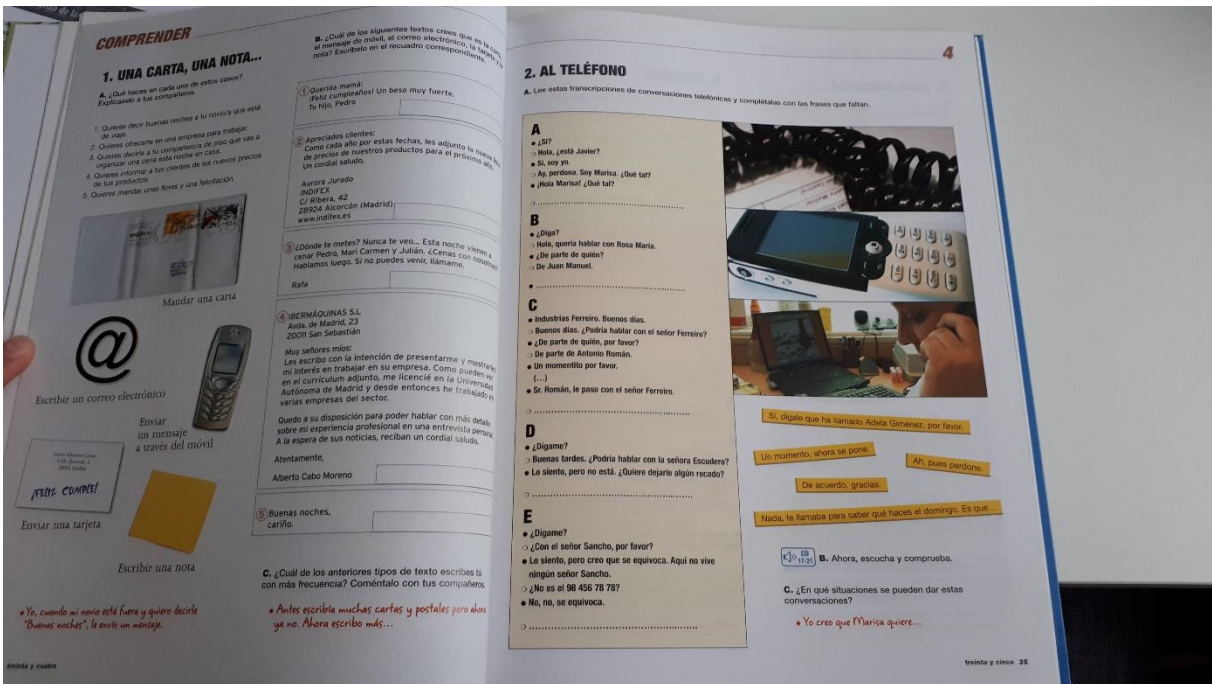 COMPRENDER
1. UNA CARTA, UNA NOTA...
A. ¿Qué haces en cada uno de estos casos?
Explícaselo a tus compañeros.
1. Quieres decir buenas noches a tu novio/a que está
de viaje.
2. Quieres ofrecerte en una empresa para trabajar.
3. Quieres decirle a tu compañero/a de piso que vas a
organizar una cena esta noche en casa.
4. Quieres informar a tus clientes de los nuevos precios
de tus productos.
5. Quieres mandar unas flores y una felicitación.
Mandar una carta
@
Escribir un correo electrónico
Enviar
un mensaje
a través del móvil
¡FELIZ CUMPLE!
Enviar una tarjeta
Escribir una nota
• Yo, cuando mi novio está fuera y quiero decirle
"Buenas noches", le envío un mensaje.
treinta y cuatro
B. ¿Cuál de los siguientes textos crees que es la carta,
el mensaje de móvil, el correo electrónico, la tarjeta y la
nota? Escríbelo en el recuadro correspondiente.
1 Querida mamá:
¡Feliz cumpleaños! Un beso muy fuerte,
Tu hijo, Pedro
2 Apreciados clientes:
Como cada año por estas fechas, les adjunto la nueva lista
de precios de nuestros productos para el próximo año.
Un cordial saludo,
Aurora Jurado
INDIFEX
C/ Ribera, 42
28924 Alcorcón (Madrid)
www.indifex.es
3 ¿Dónde te metes? Nunca te veo... Esta noche vienen a
cenar Pedro, Mari Carmen y Julián. ¿Cenas con nosotros?
Hablamos luego. Si no puedes venir, llámame.
Rafa
4 IBERMÁQUINAS S.L
Avda. de Madrid, 23
20011 San Sebastián
Muy señores míos:
Les escribo con la intención de presentarme y mostrarles
mi interés en trabajar en su empresa. Como pueden ver
en el currículum adjunto, me licencié en la Universidad
Autónoma de Madrid y desde entonces he trabajado en
varias empresas del sector.
Quedo a su disposición para poder hablar con más detalle
sobre mi experiencia profesional en una entrevista personal.
A la espera de sus noticias, reciban un cordial saludo,
Atentamente,
Alberto Cabo Moreno
5 Buenas noches,
cariño.
C. ¿Cuál de los anteriores tipos de texto escribes tú
con más frecuencia? Coméntalo con tus compañeros.
• Antes escribía muchas cartas y postales pero ahora
ya no. Ahora escribo más...
4
2. AL TELÉFONO
A. Lee estas transcripciones de conversaciones telefónicas y complétalas con las frases que faltan.
A
• ¿Sí?
○ Hola, ¿está Javier?
• Sí, soy yo.
○ Ay, perdona. Soy Marisa. ¿Qué tal?
• ¡Hola Marisa! ¿Qué tal?
○ ....................
B
• ¿Diga?
○ Hola, quería hablar con Rosa María.
• ¿De parte de quién?
○ De Juan Manuel.
• ....................
C
• Industrias Ferreiro. Buenos días.
○ Buenos días. ¿Podría hablar con el señor Ferreiro?
• ¿De parte de quién, por favor?
○ De parte de Antonio Román.
• Un momentito por favor.
(...)
• Sr. Román, le paso con el señor Ferreiro.
○ ....................
D
• ¿Dígame?
○ Buenas tardes. ¿Podría hablar con la señora Escudero?
• Lo siento, pero no está. ¿Quiere dejarle algún recado?
○ ....................
E
• ¿Dígame?
○ ¿Con el señor Sancho, por favor?
• Lo siento, pero creo que se equivoca. Aquí no vive
ningún señor Sancho.
○ ¿No es el 98 456 78 78?
• No, no, se equivoca.
○ ....................
Sí, dígale que ha llamado Adela Giménez, por favor.
Un momento, ahora se pone.
Ah, pues perdone.
De acuerdo, gracias.
Nada, te llamaba para saber qué haces el domingo. Es que...
CD
17-21
B. Ahora, escucha y comprueba.
C. ¿En qué situaciones se pueden dar estas
conversaciones?
• Yo creo que Marisa quiere...
treinta y cinco 35